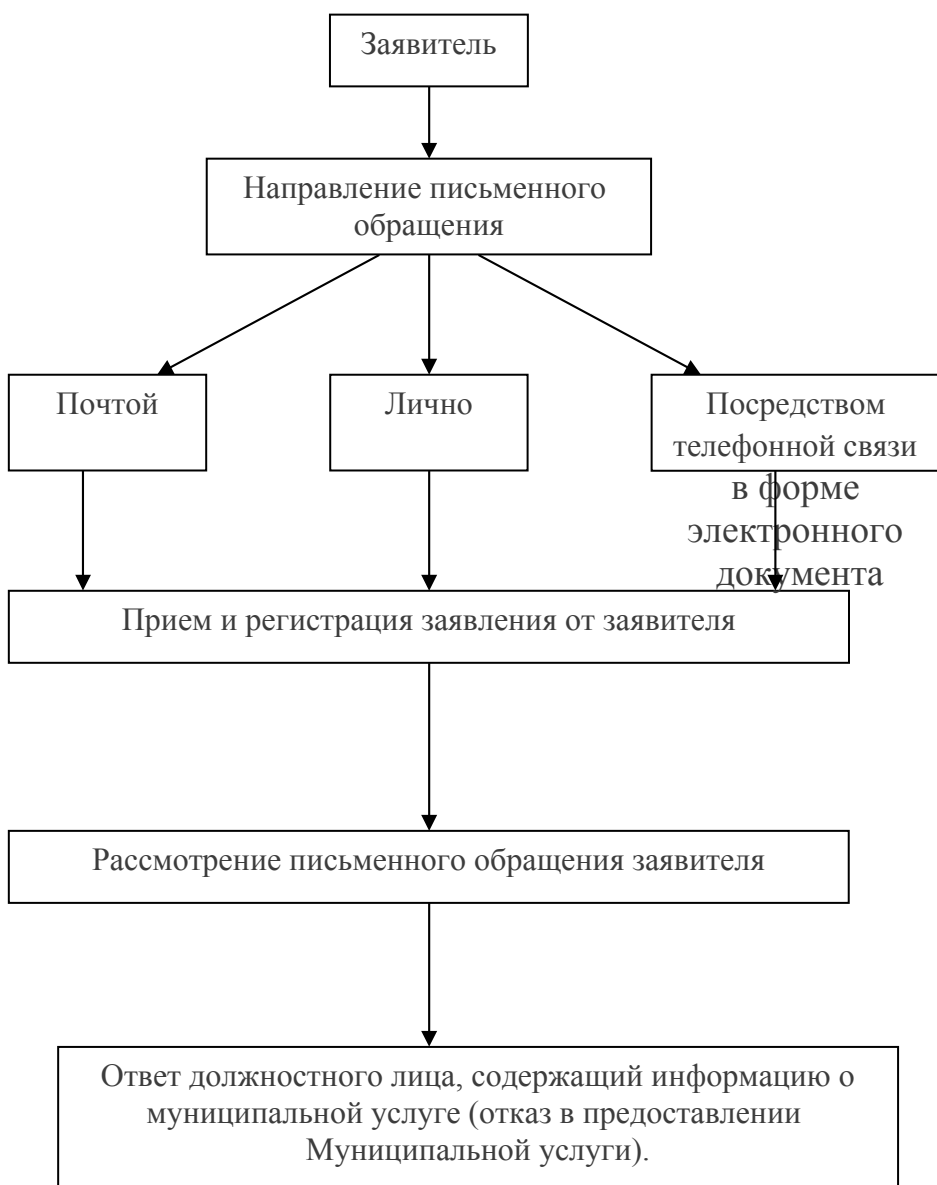 Заявитель
Направление письменного
обращения
Почтой
Лично
Посредством
телефонной связи
в форме
электронного
документа
Прием и регистрация заявления от заявителя
Рассмотрение письменного обращения заявителя
Ответ должностного лица, содержащий информацию о
муниципальной услуге (отказ в предоставлении
Муниципальной услуги).